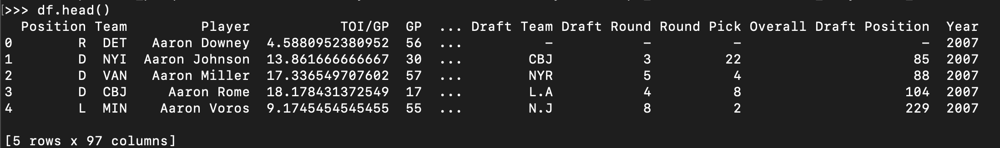 >>> df.head()
Position Team Player TOI/GP GP ... Draft Team Draft Round Round Pick Overall Draft Position Year
0 R DET Aaron Downey 4.5880952380952 56 ... – – – – 2007
1 D NYI Aaron Johnson 13.861666666667 30 ... CBJ 3 22 85 2007
2 D VAN Aaron Miller 17.336549707602 57 ... NYR 5 4 88 2007
3 D CBJ Aaron Rome 18.178431372549 17 ... L.A 4 8 104 2007
4 L MIN Aaron Voros 9.1745454545455 55 ... N.J 8 2 229 2007
[5 rows x 97 columns]